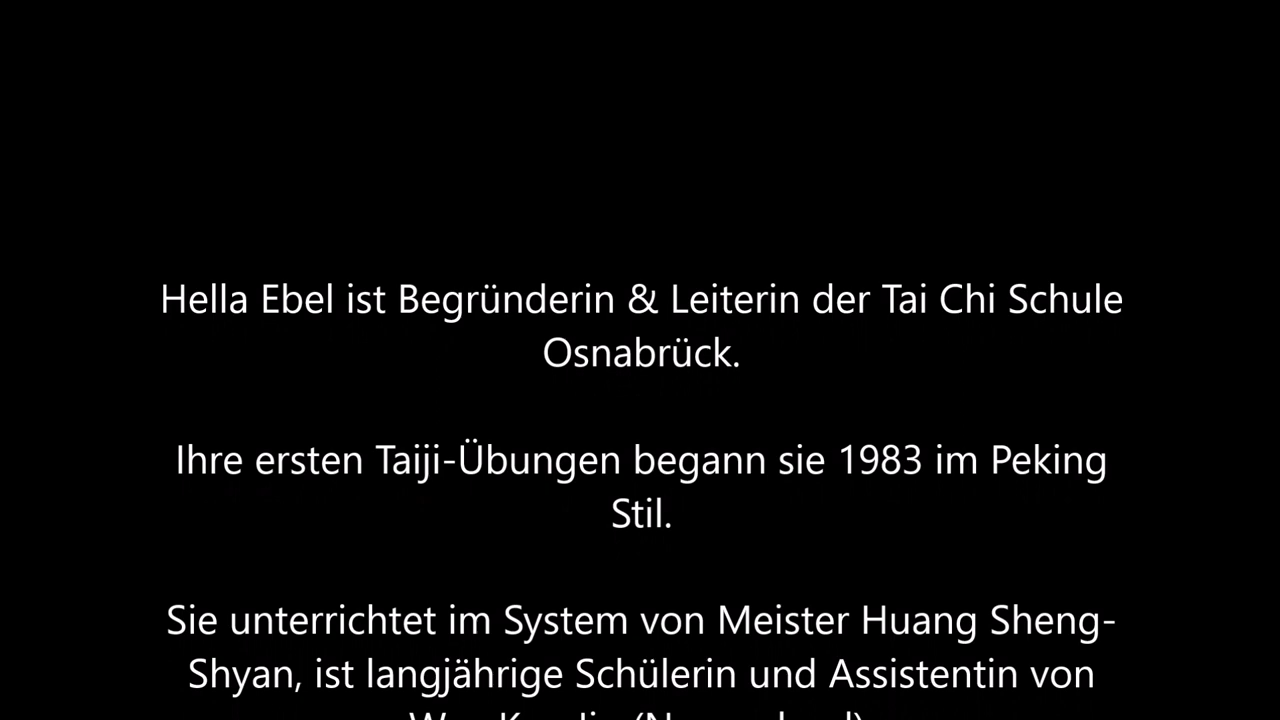 Hella Ebel ist Begründerin & Leiterin der Tai Chi Schule
Osnabrück.
Ihre ersten Taiji-Übungen begann sie 1983 im Peking
Stil.
Sie unterrichtet im System von Meister Huang Sheng-
Shyan, ist langjährige Schülerin und Assistentin von